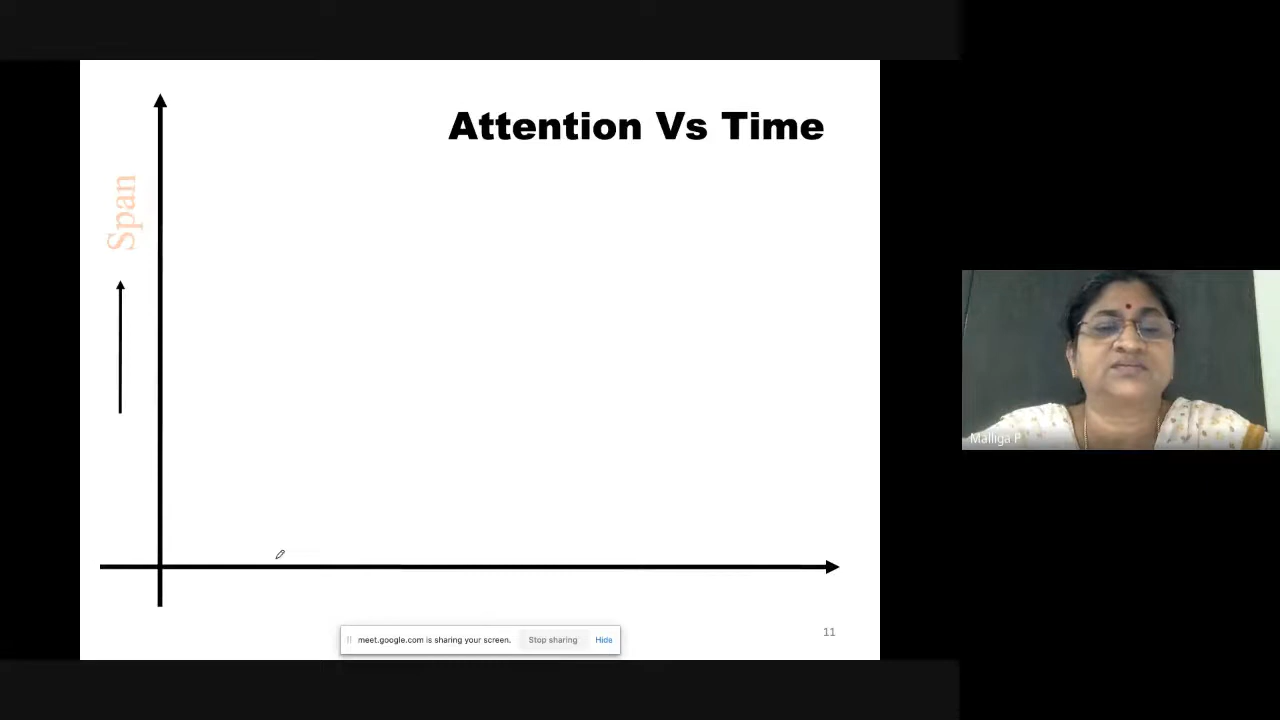 Attention Vs Time
Span
Malliga P
meet.google.com is sharing your screen. Stop sharing Hide
11